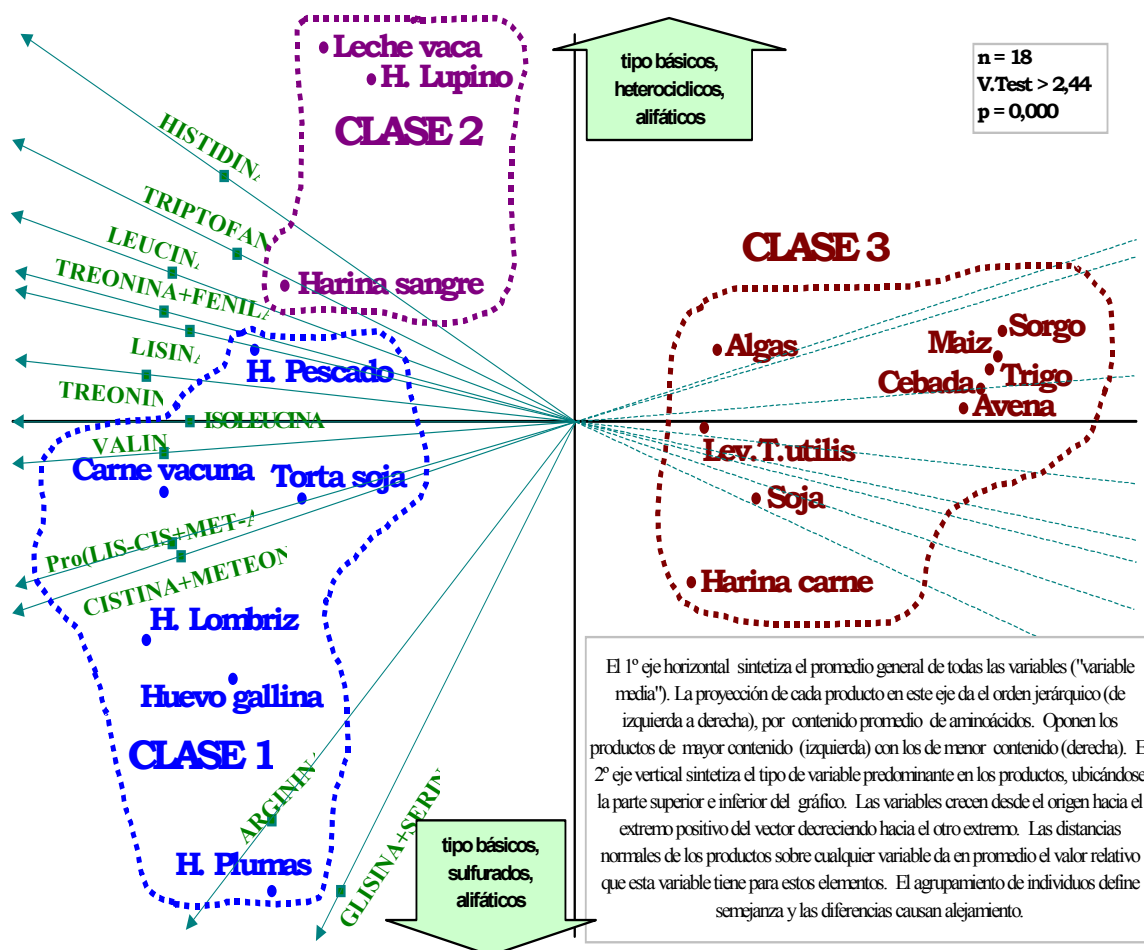 Leche vaca
H. Lupino
CLASE 2
tipo básicos,
heterociclicos,
alifáticos
n = 18
V.Test > 2,44
p = 0,000
HISTIDINA
TRIPTOFAN
LEUCINA
TREONINA+FENILA
LISINA
TREONIN
ISOLEUCINA
VALIN
Harina sangre
H. Pescado
Carne vacuna
Torta soja
Pro(LIS-CIS+MET-A
CISTINA+METEON
H. Lombriz
Huevo gallina
CLASE 1
ARGININA
H. Plumas
GLISINA+SERIN
tipo básicos,
sulfurados,
alifáticos
CLASE 3
Algas
Sorgo
Maiz
Trigo
Cebada
Avena
Lev. T.utilis
Soja
Harina carne
El 1º eje horizontal sintetiza el promedio general de todas las variables ("variable
media"). La proyección de cada producto en este eje da el orden jerárquico (de
izquierda a derecha), por contenido promedio de aminoácidos. Oponen los
productos de mayor contenido (izquierda) con los de menor contenido (derecha). E
2º eje vertical sintetiza el tipo de variable predominante en los productos, ubicándose
la parte superior e inferior del gráfico. Las variables crecen desde el origen hacia el
extremo positivo del vector decreciendo hacia el otro extremo. Las distancias
normales de los productos sobre cualquier variable da en promedio el valor relativo
que esta variable tiene para estos elementos. El agrupamiento de individuos define
semejanza y las diferencias causan alejamiento.